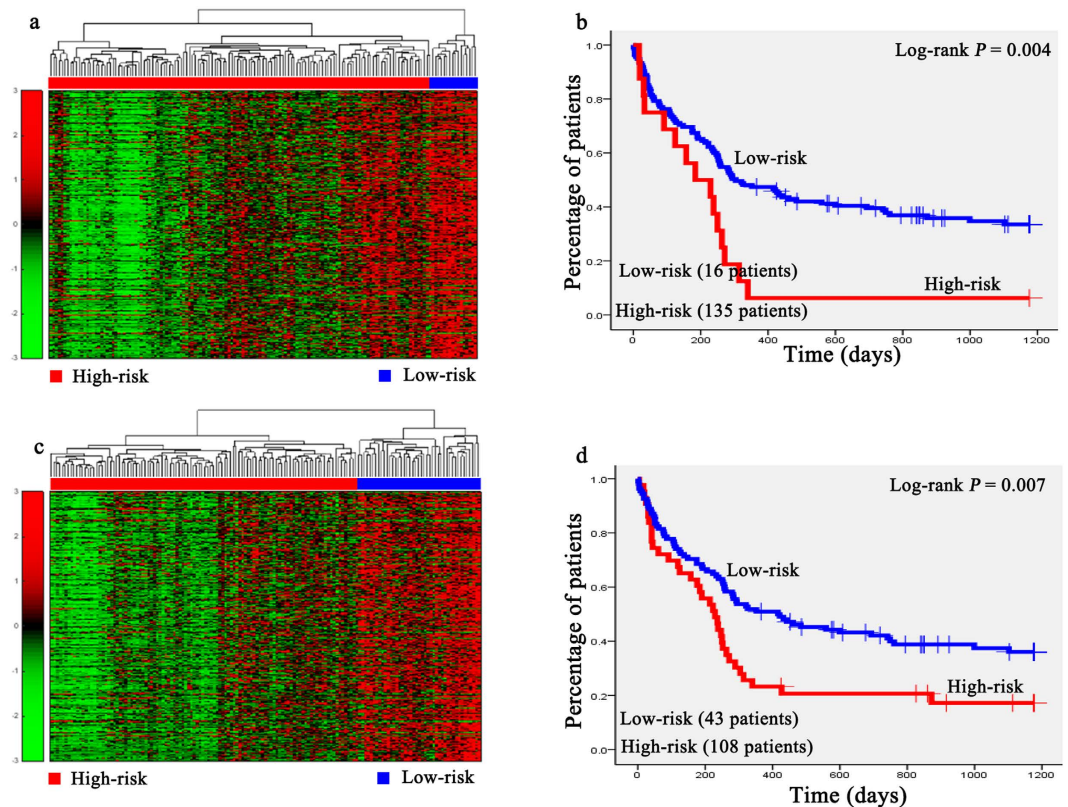 a
3
2
1
0
-1
-2
-3
High-risk
Low-risk
b
Log-rank P = 0.004
Percentage of patients
1.0
0.8
0.6
0.4
0.2
0.0
Low-risk
High-risk
Low-risk (16 patients)
High-risk (135 patients)
0 200 400 600 800 1000 1200
Time (days)
c
3
2
1
0
-1
-2
-3
High-risk
Low-risk
d
Log-rank P = 0.007
Percentage of patients
1.0
0.8
0.6
0.4
0.2
0.0
Low-risk
High-risk
Low-risk (43 patients)
High-risk (108 patients)
0 200 400 600 800 1000 1200
Time (days)